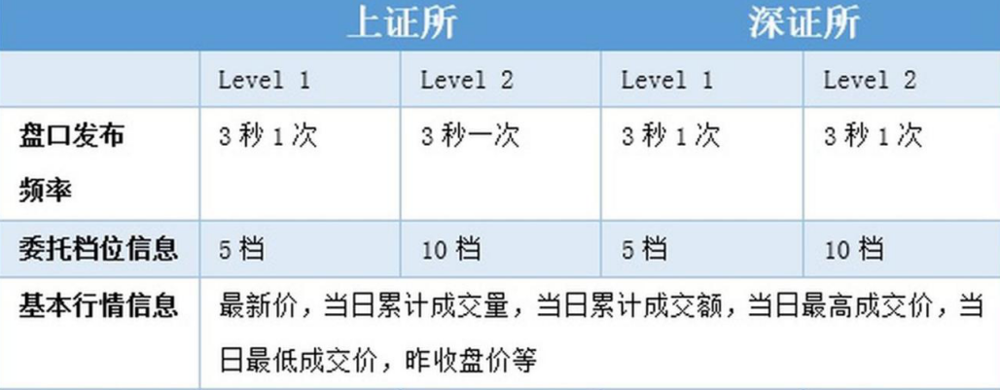 上证所 深证所
Level 1 Level 2 Level 1 Level 2
盘口发布 3秒1次 3秒一次 3秒1次 3秒1次
频率
委托档位信息 5档 10档 5档 10档
基本行情信息 最新价，当日累计成交量，当日累计成交额，当日最高成交价，当
日最低成交价，昨收盘价等